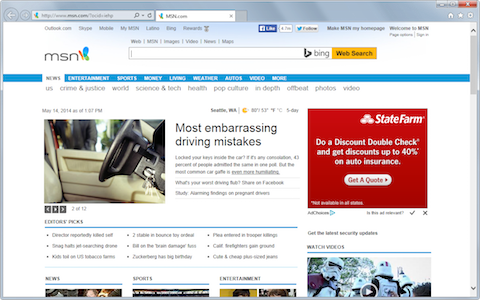 http://www.msn.com/?ocid=iehp
MSN.com
Outlook.com Skype Mobile My MSN Latino Bing Rewards Like Follow Make MSN my homepage Welcome to MSN
Page options | Sign in
Web | MSN | Images | Video | News | Maps
msn
bing Web Search
NEWS ENTERTAINMENT SPORTS MONEY LIVING WEATHER AUTOS VIDEO MORE
us crime & justice world science & tech health pop culture in depth offbeat photos video
May 14, 2014 as of 1:07 PM
Seattle, WA | 80°/53° °F °C 5-day
Most embarrassing
driving mistakes
Locked your keys inside the car? If it's any consolation, 43
percent of people admitted the same in one poll. But the
most common car gaffe is even more humiliating.
What's your worst driving flub? Share on Facebook
Study: Alarming findings on pregnant drivers
2 of 12
StateFarm
Do a Discount Double Check®
and get discounts up to 40%*
on auto insurance.
Get A Quote
*Not available in all states.
AdChoices
Is this ad relevant?
EDITORS' PICKS
Director reportedly killed self
2 stable in bounce toy ordeal
Plea entered in trooper killings
Shaq halts jail searching drone
Bill on the 'brain damage' fuss
Calif. firefighters gain ground
Kids toil on US tobacco farms
Zuckerberg has big birthday
Cute & cheap plus-sized jeans
Get the latest security updates
WATCH VIDEOS
NEWS
SPORTS
ENTERTAINMENT